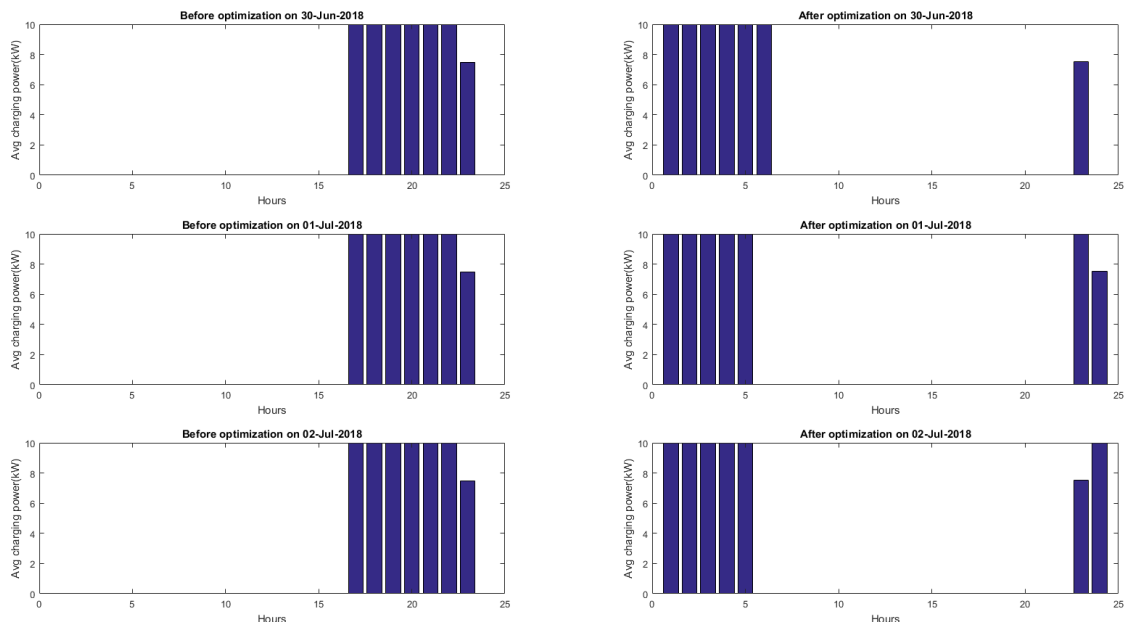 Before optimization on 30-Jun-2018
Avg charging power(kW)
10
8
6
4
2
0
0 5 10 15 20 25
Hours
After optimization on 30-Jun-2018
Avg charging power(kW)
10
8
6
4
2
0
0 5 10 15 20 25
Hours
Before optimization on 01-Jul-2018
Avg charging power(kW)
10
8
6
4
2
0
0 5 10 15 20 25
Hours
After optimization on 01-Jul-2018
Avg charging power(kW)
10
8
6
4
2
0
0 5 10 15 20 25
Hours
Before optimization on 02-Jul-2018
Avg charging power(kW)
10
8
6
4
2
0
0 5 10 15 20 25
Hours
After optimization on 02-Jul-2018
Avg charging power(kW)
10
8
6
4
2
0
0 5 10 15 20 25
Hours